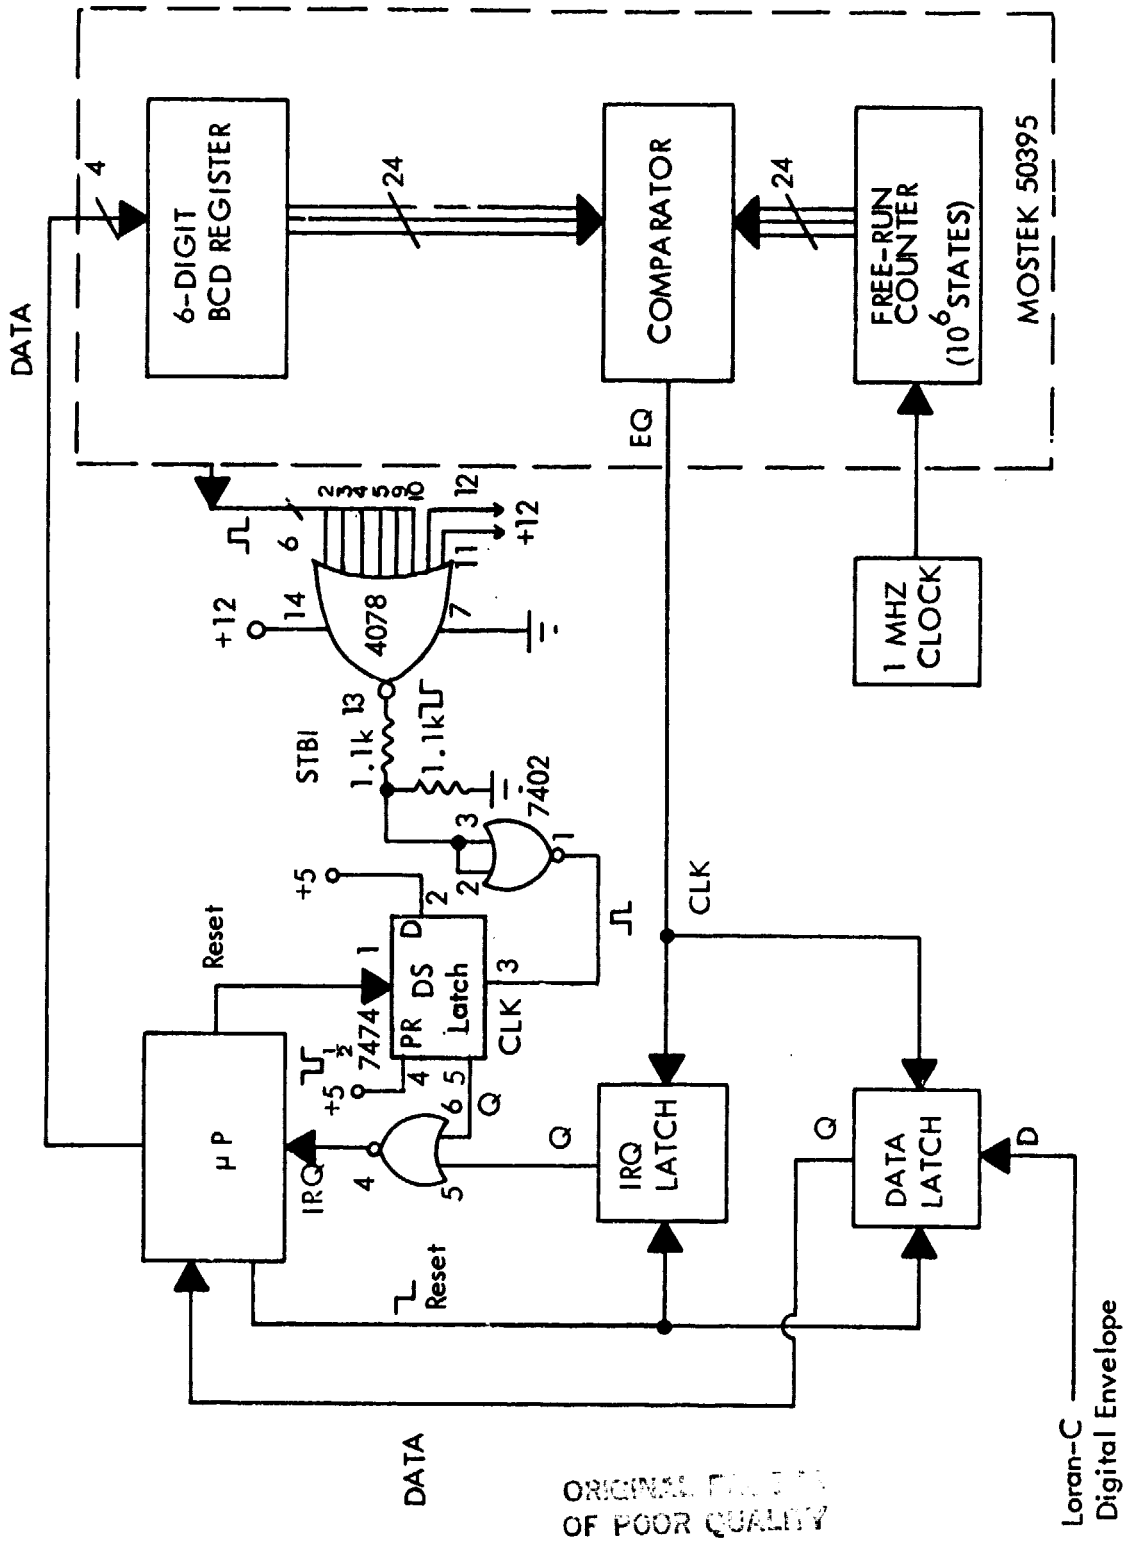 DATA
4
6-DIGIT
BCD REGISTER
24
COMPARATOR
24
FREE-RUN
COUNTER
(10⁶ STATES)
MOSTEK 50395
EQ
1 MHZ
CLOCK
6
2
3
4
5
9
10
12
11
+12
+12
14
4078
7
13
STBI
1.1k
1.1k
7402
3
2
1
+5
2
D
Reset
1
DS
Latch
PR
3
CLK
½
7474
+5
4
5
6
Q
µP
IRQ
4
5
Q
IRQ
LATCH
CLK
Q
DATA
LATCH
D
Reset
DATA
Loran-C
Digital Envelope
ORIGINAL
OF POOR QUALITY